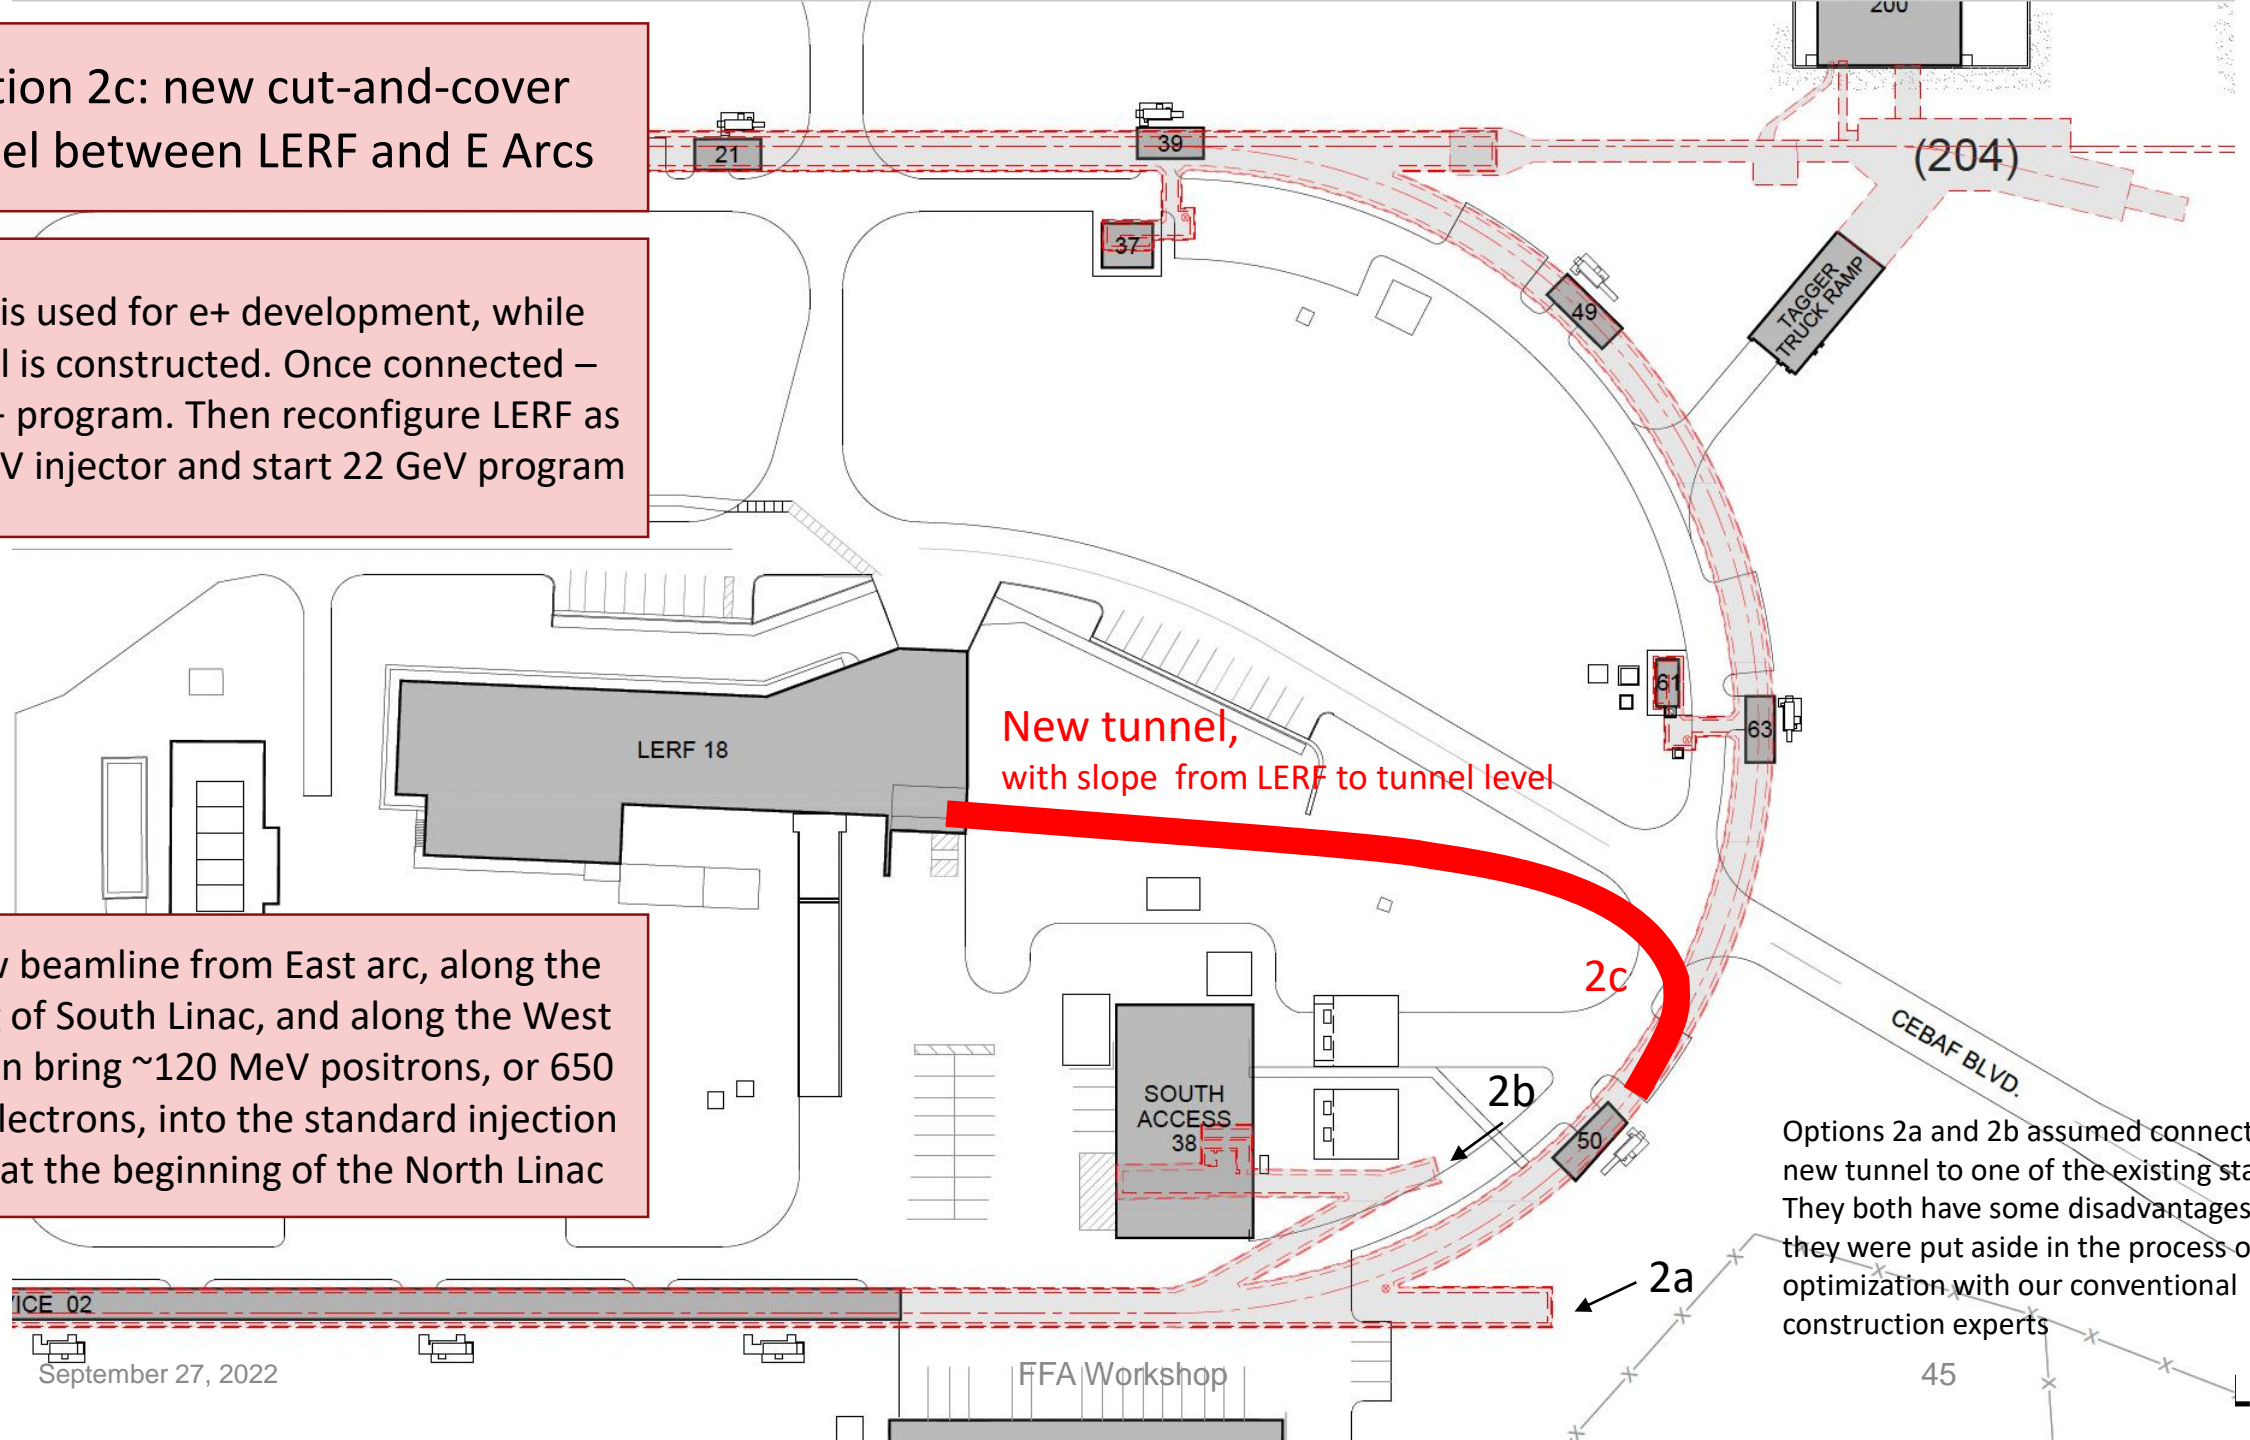 tion 2c: new cut-and-cover
el between LERF and E Arcs
is used for e+ development, while
l is constructed. Once connected –
program. Then reconfigure LERF as
V injector and start 22 GeV program
w beamline from East arc, along the
of South Linac, and along the West
n bring ~120 MeV positrons, or 650
lectrons, into the standard injection
at the beginning of the North Linac
200
21
39
(204)
37
49
TAGGER
TRUCK RAMP
61
63
LERF 18
New tunnel,
with slope from LERF to tunnel level
2c
CEBAF BLVD.
SOUTH
ACCESS
38
2b
50
2a
VICE 02
Options 2a and 2b assumed connect
new tunnel to one of the existing sta
They both have some disadvantages
they were put aside in the process o
optimization with our conventional
construction experts
September 27, 2022
FFA Workshop
45